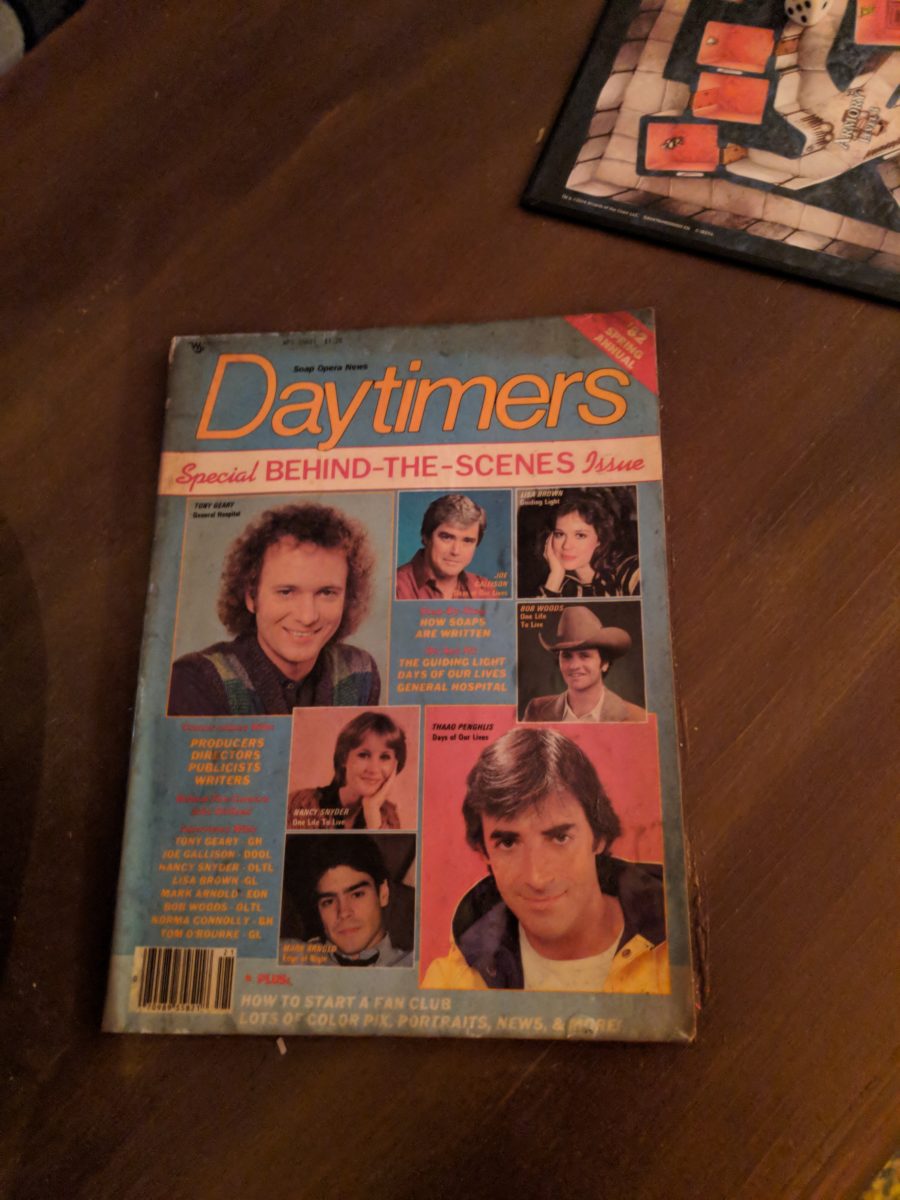 ARMORY
Soap Opera News
Daytimers
'82
SPRING
ANNUAL
Special BEHIND-THE-SCENES Issue
TONY GEARY
General Hospital
JOE
GALLISON
Days of Our Lives
LISA BROWN
Guiding Light
HOW SOAPS
ARE WRITTEN
THE GUIDING LIGHT
DAYS OF OUR LIVES
GENERAL HOSPITAL
BOB WOODS
One Life
To Live
PRODUCERS
DIRECTORS
PUBLICISTS
WRITERS
NANCY SNYDER
One Life To Live
THAAO PENGHLIS
Days of Our Lives
TONY GEARY - GH
JOE GALLISON - DOOL
NANCY SNYDER - OLTL
LISA BROWN - GL
MARK ARNOLD - EON
BOB WOODS - OLTL
NORMA CONNOLLY - GH
TOM O'ROURKE - GL
MARK ARNOLD
Edge of Night
PLUS:
HOW TO START A FAN CLUB
LOTS OF COLOR PIX, PORTRAITS, NEWS, & MORE!